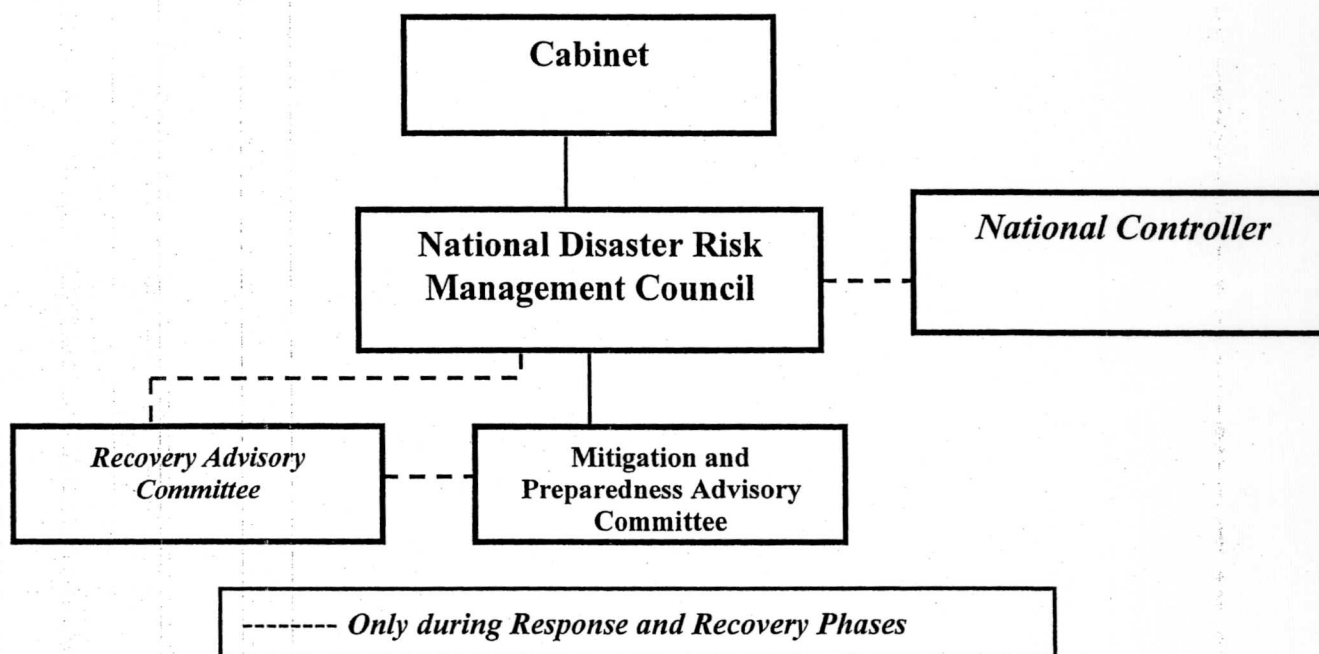 Cabinet
National Disaster Risk
Management Council
National Controller
Recovery Advisory
Committee
Mitigation and
Preparedness Advisory
Committee
Only during Response and Recovery Phases